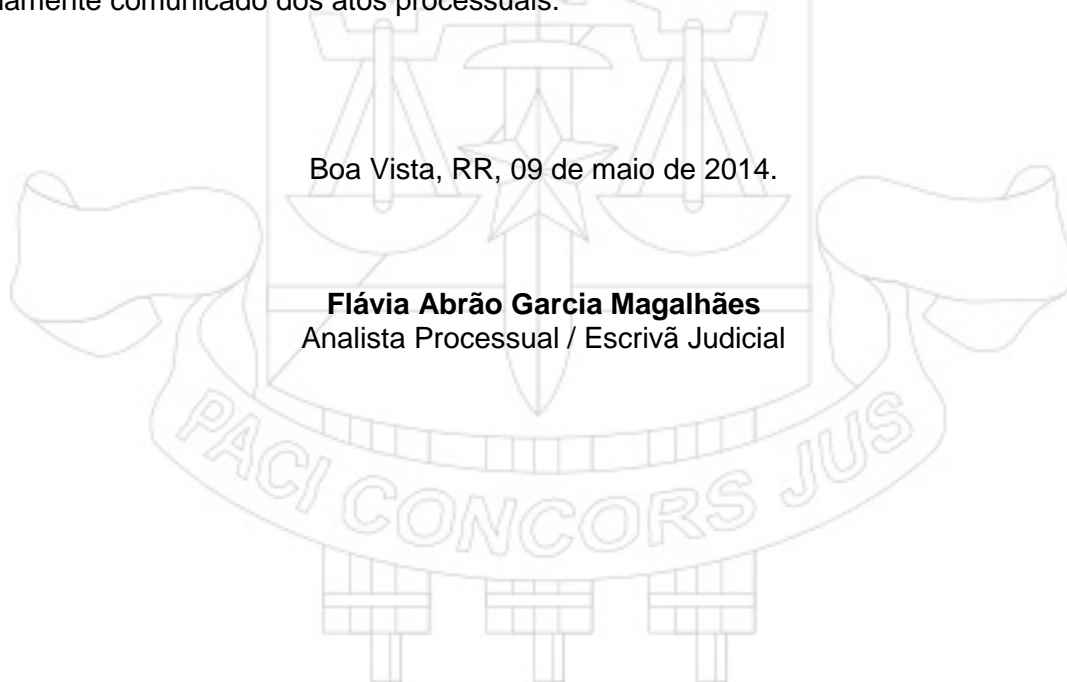 amente comunicado dos atos processuais.
Boa Vista, RR, 09 de maio de 2014.
Flávia Abrão Garcia Magalhães
Analista Processual / Escrivã Judicial
PACI CONCORS JUS